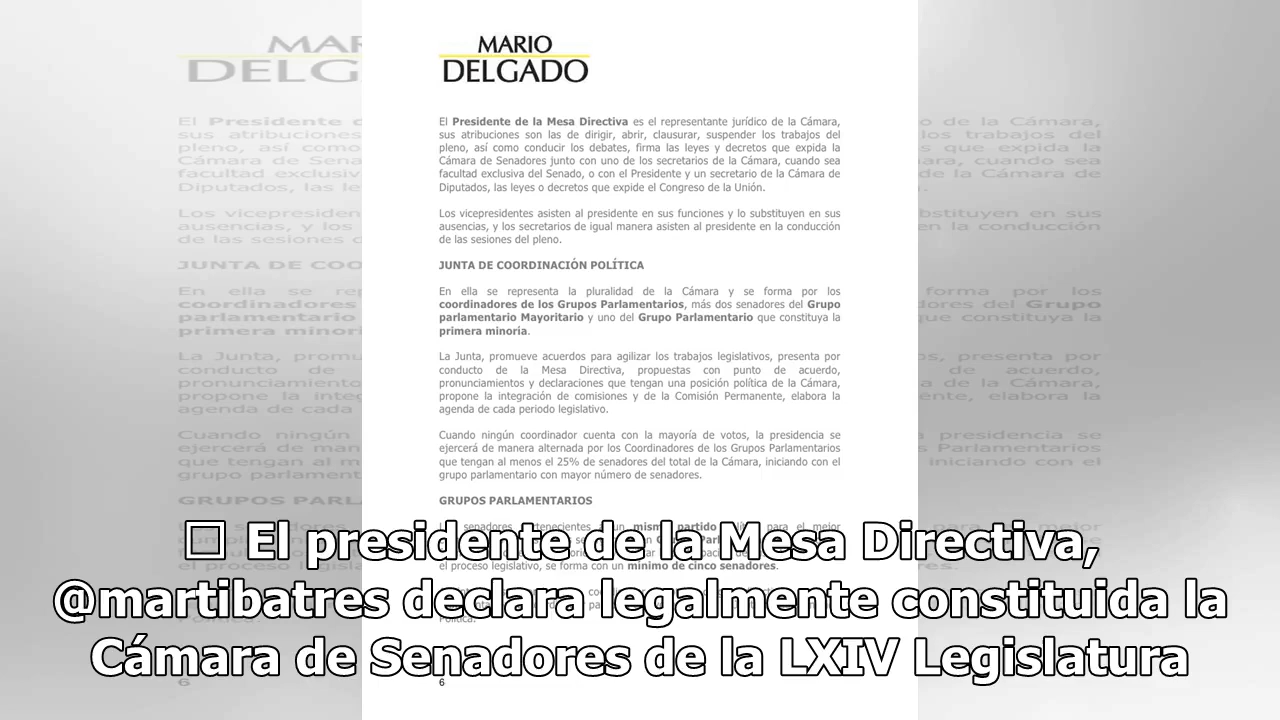 MARIO
DELGADO
El Presidente de la Mesa Directiva es el representante jurídico de la Cámara,
sus atribuciones son las de dirigir, abrir, clausurar, suspender los trabajos del
pleno, así como conducir los debates, firma las leyes y decretos que expida la
Cámara de Senadores junto con uno de los secretarios de la Cámara, cuando sea
facultad exclusiva del Senado, o con el Presidente y un secretario de la Cámara de
Diputados, las leyes o decretos que expide el Congreso de la Unión.
Los vicepresidentes asisten al presidente en sus funciones y lo substituyen en sus
ausencias, y los secretarios de igual manera asisten al presidente en la conducción
de las sesiones del pleno.
JUNTA DE COORDINACIÓN POLÍTICA
En ella se representa la pluralidad de la Cámara y se forma por los
coordinadores de los Grupos Parlamentarios, más dos senadores del Grupo
parlamentario Mayoritario y uno del Grupo Parlamentario que constituya la
primera minoria.
La Junta, promueve acuerdos para agilizar los trabajos legislativos, presenta por
conducto de la Mesa Directiva, propuestas con punto de acuerdo,
pronunciamientos y declaraciones que tengan una posición política de la Cámara,
propone la integración de comisiones y de la Comisión Permanente, elabora la
agenda de cada periodo legislativo.
Cuando ningún coordinador cuenta con la mayoría de votos, la presidencia se
ejercerá de manera alternada por los Coordinadores de los Grupos Parlamentarios
que tengan al menos el 25% de senadores del total de la Cámara, iniciando con el
grupo parlamentario con mayor número de senadores.
GRUPOS PARLAMENTARIOS
senadores para el mejor
el proceso legislativo, se forma con un mínimo de cinco senadores.
□ El presidente de la Mesa Directiva,
@martibatres declara legalmente constituida la
Cámara de Senadores de la LXIV Legislatura
6